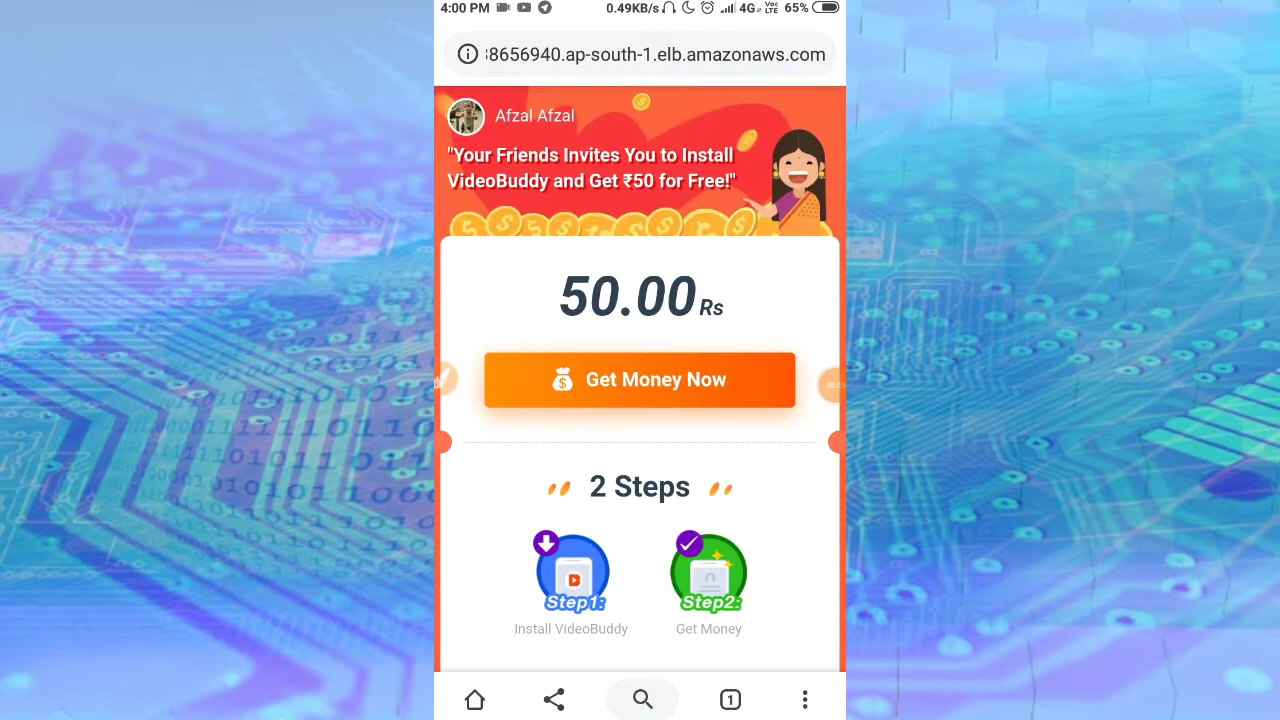 4:00 PM 0.49KB/s 4G VoLTE 65%
38656940.ap-south-1.elb.amazonaws.com
Afzal Afzal
"Your Friends Invites You to Install
VideoBuddy and Get ₹50 for Free!"
50.00 Rs
Get Money Now
2 Steps
Step1: Step2:
Install VideoBuddy Get Money
1